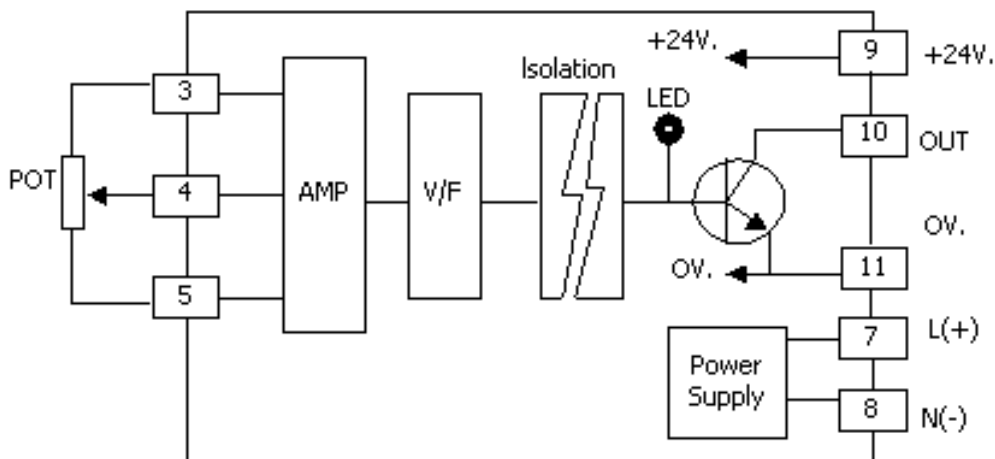 +24V.
9
+24V.
Isolation
3
LED
10
OUT
POT
4
AMP
V/F
OV.
5
OV.
11
7
L(+)
Power
Supply
8
N(-)